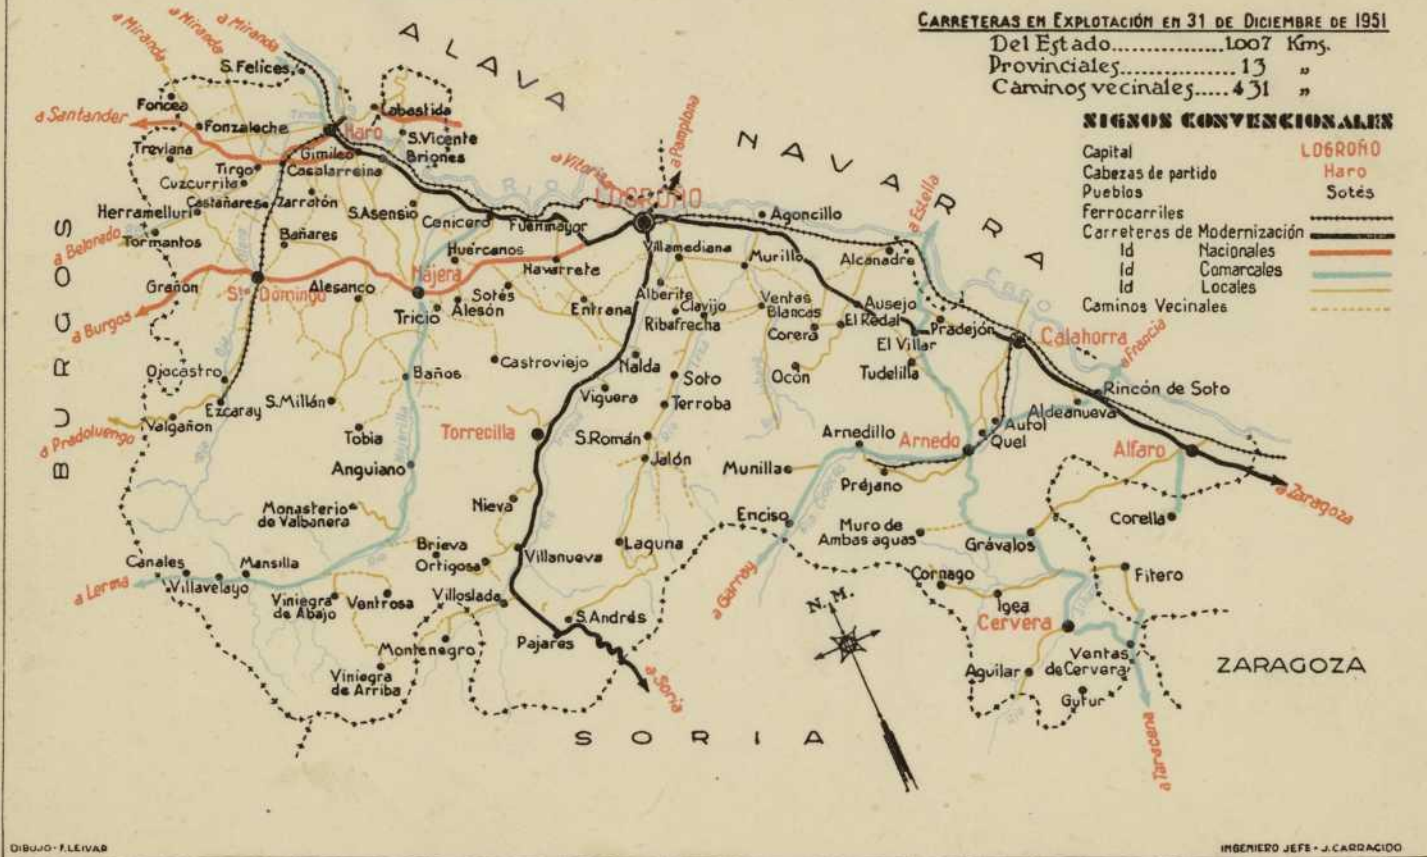 CARRETERAS EN EXPLOTACIÓN EN 31 DE DICIEMBRE DE 1951
Del Estado................1.007 Kms.
Provinciales............. 13 "
Caminos vecinales..... 431 "
SIGNOS CONVENCIONALES
Capital LOGROÑO
Cabezas de partido Haro
Pueblos Sotés
Ferrocarriles
Carreteras de Modernización
Id Nacionales
Id Comarcales
Id Locales
Caminos Vecinales
ALAVA
NAVARRA
BURGOS
SORIA
ZARAGOZA
a Miranda
a Miranda
a Miranda
S. Felices
Foncea
Labastida
a Santander
Fonzaleche
Haro
S. Vicente
Treviana
Gimileo
Briones
Tirgo
Casalarreina
Cuzcurrita
Castañares
Zarratón
S. Asensio
Herramelluri
Cenicero
Fuenmayor
RIO
a Vitoria
a Pamplona
LOGROÑO
Agoncillo
a Estella
a Belorado
Tormantos
Bañares
Huércanos
Navarrete
Villamediana
Murillo
Alcanadre
EBRO
Grañon
Sto. Domingo
Alesanco
Nájera
Sotés
Alesón
Tricio
Entrena
Alberite
Clavijo
Ribafrecha
Ventas Blancas
Corera
El Redal
Ausejo
Pradejón
El Villar
Calahorra
a Burgos
a Francia
Ojacastro
Baños
Castroviejo
Nalda
Soto
Ocón
Tudelilla
Rincón de Soto
Ezcaray
S. Millán
Viguera
Terroba
Aldeanueva
Valgañon
a Pradoluengo
Tobia
Torrecilla
S. Román
Arnedillo
Arnedo
Autol
Quel
Alfaro
Anguiano
Jalón
Munilla
Préjano
a Zaragoza
Monasterio
de Valbanera
Nieva
Enciso
Muro de
Ambas aguas
Grávalos
Corella
Canales
Mansilla
Brieva
Ortigosa
Villanueva
Laguna
a Lerma
Villavelayo
Viniegra
de Abajo
Ventrosa
Villoslada
S. Andrés
a Garray
N. M.
Cornago
Igea
Fitero
Cervera
Montenegro
Pajares
Viniegra
de Arriba
a Soria
Aguilar
Ventas
de Cervera
Gutur
a Tarazona
DIBUJO - F. LEIVAR
INGENIERO JEFE - J. CARRACIDO